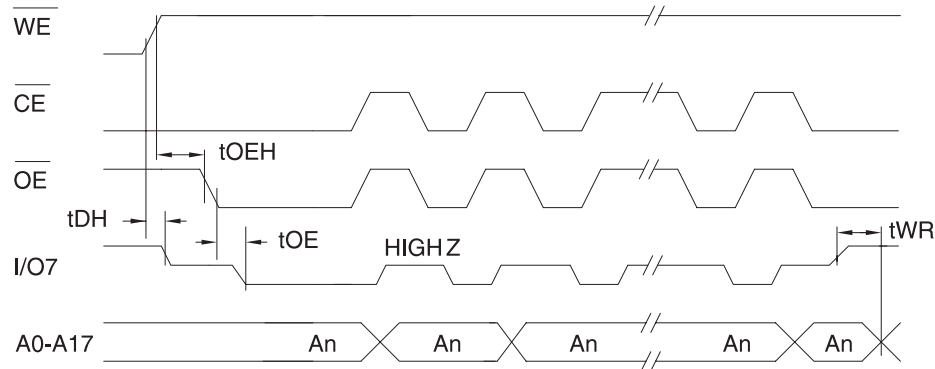 WE
CE
tOEH
OE
tDH
tOE
HIGH Z
tWR
I/O7
A0-A17
An
An
An
An
An